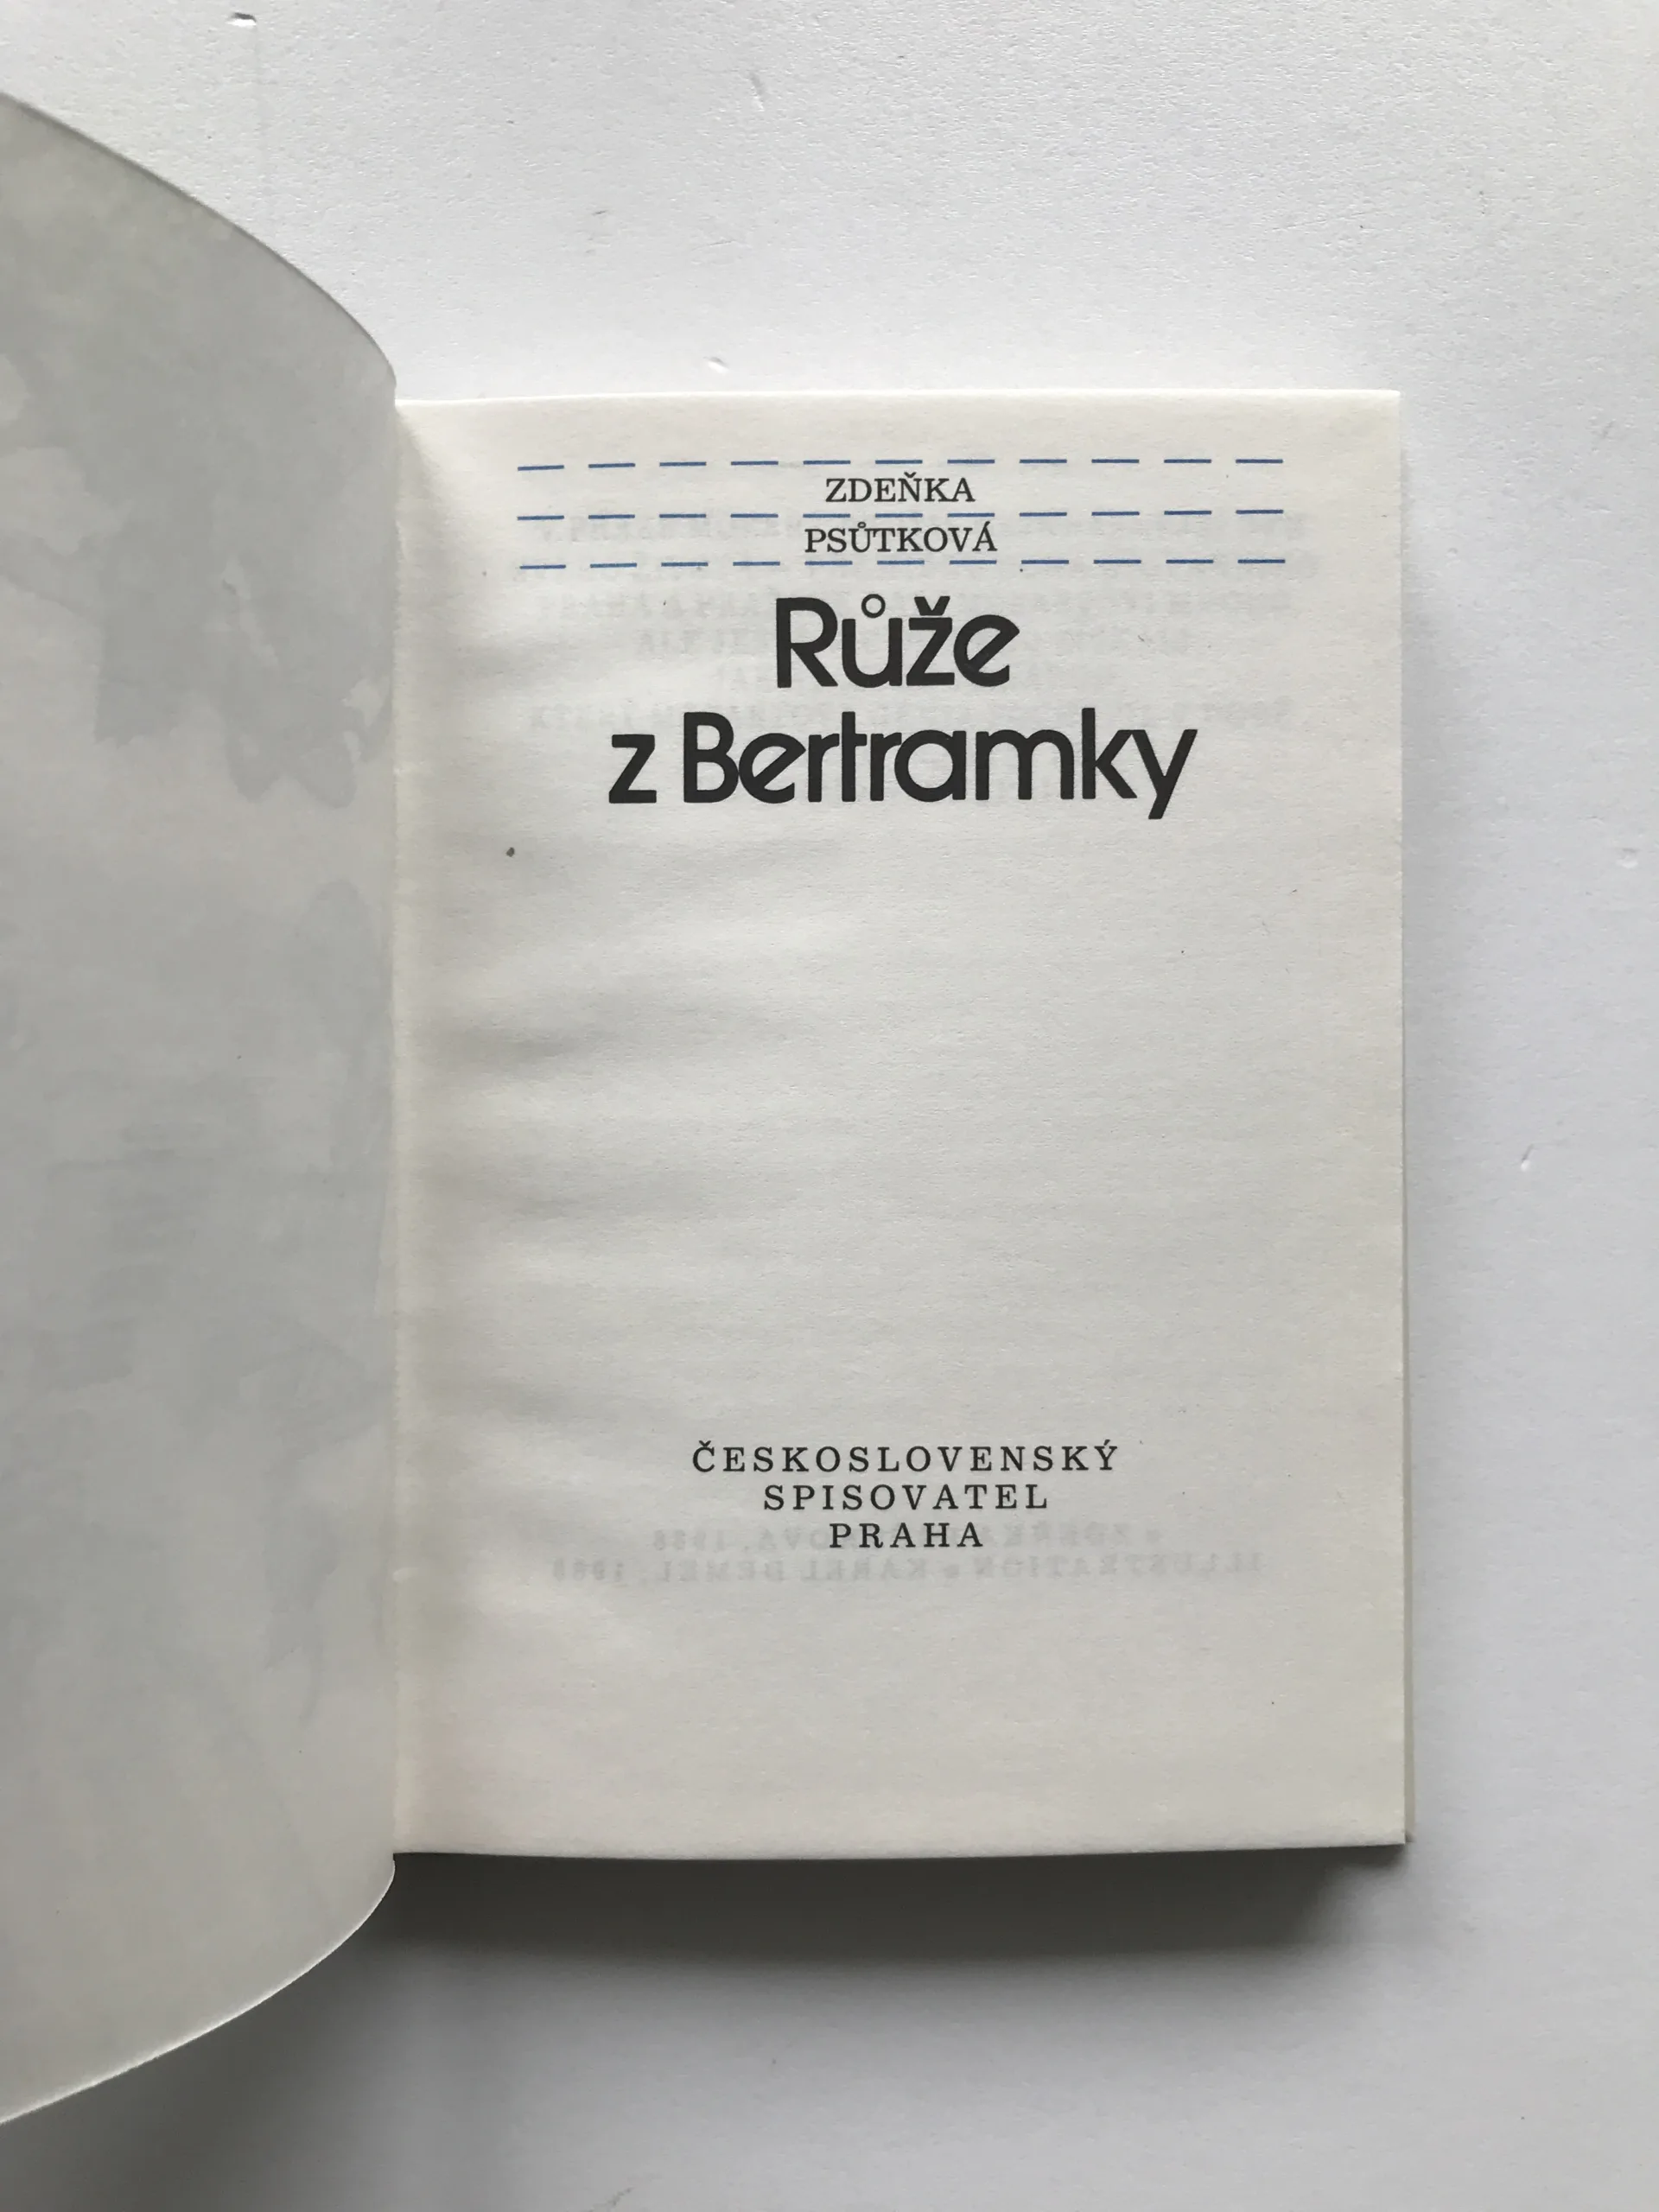 ZDEŇKA
PSŮTKOVÁ
Růže
z Bertramky
ČESKOSLOVENSKÝ
SPISOVATEL
PRAHA